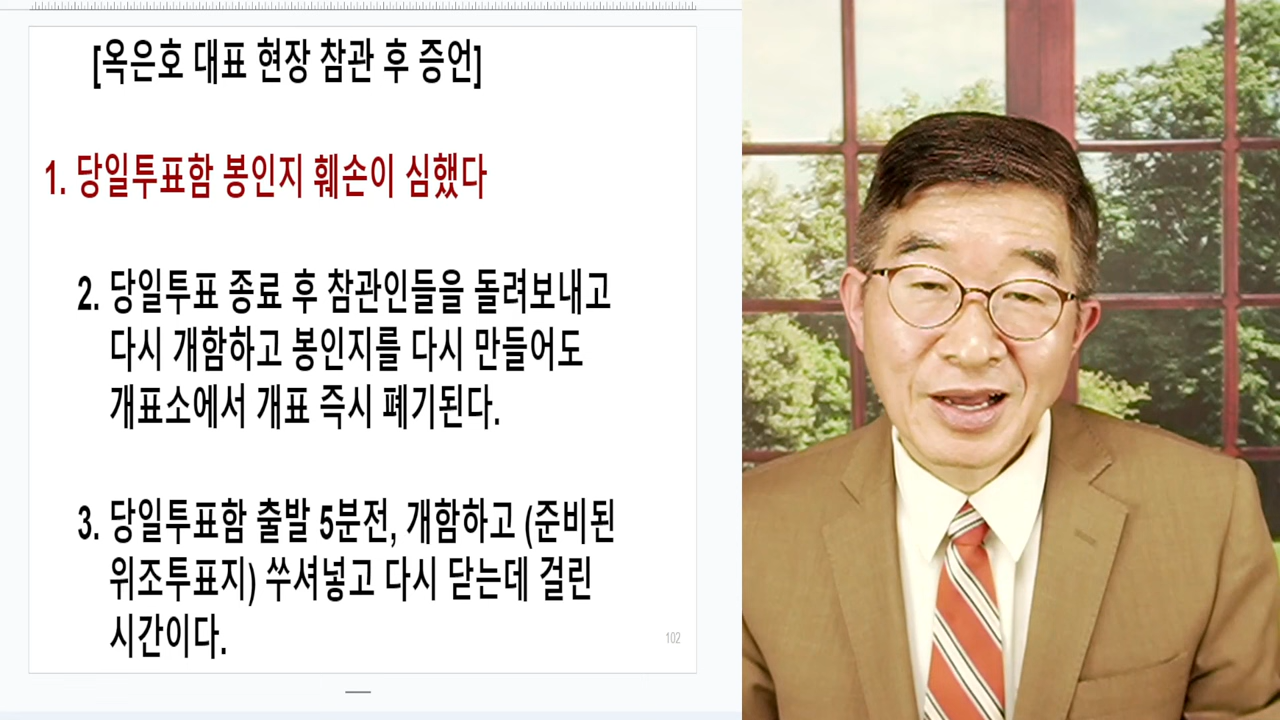 [옥은호 대표 현장 참관 후 증언]
1. 당일투표함 봉인지 훼손이 심했다
2. 당일투표 종료 후 참관인들을 돌려보내고
다시 개함하고 봉인지를 다시 만들어도
개표소에서 개표 즉시 폐기된다.
3. 당일투표함 출발 5분전, 개함하고 (준비된
위조투표지) 쑤셔넣고 다시 닫는데 걸린
시간이다.
102